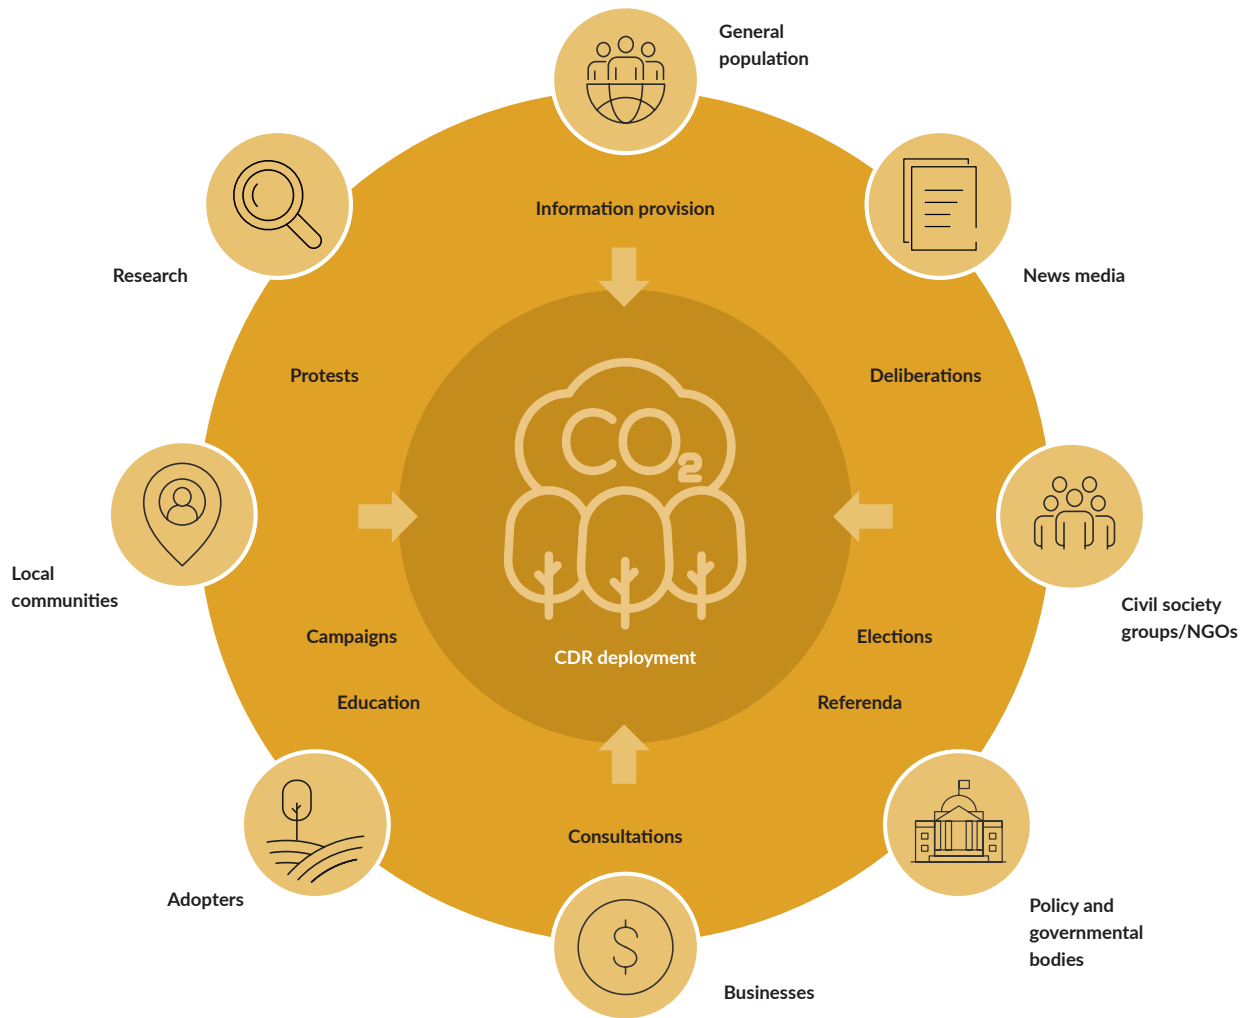 General
population
Information provision
Research
News media
Protests
Deliberations
CO₂
Local
communities
Civil society
groups/NGOs
Campaigns
Elections
CDR deployment
Education
Referenda
Consultations
Adopters
Policy and
governmental
bodies
$
Businesses